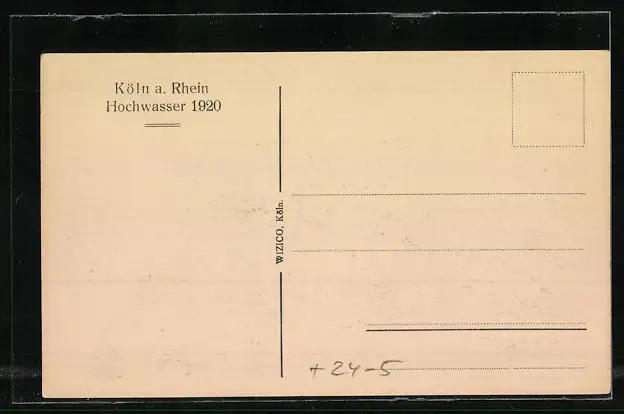 Köln a. Rhein
Hochwasser 1920
WIZICO, Köln.
+ 24-5